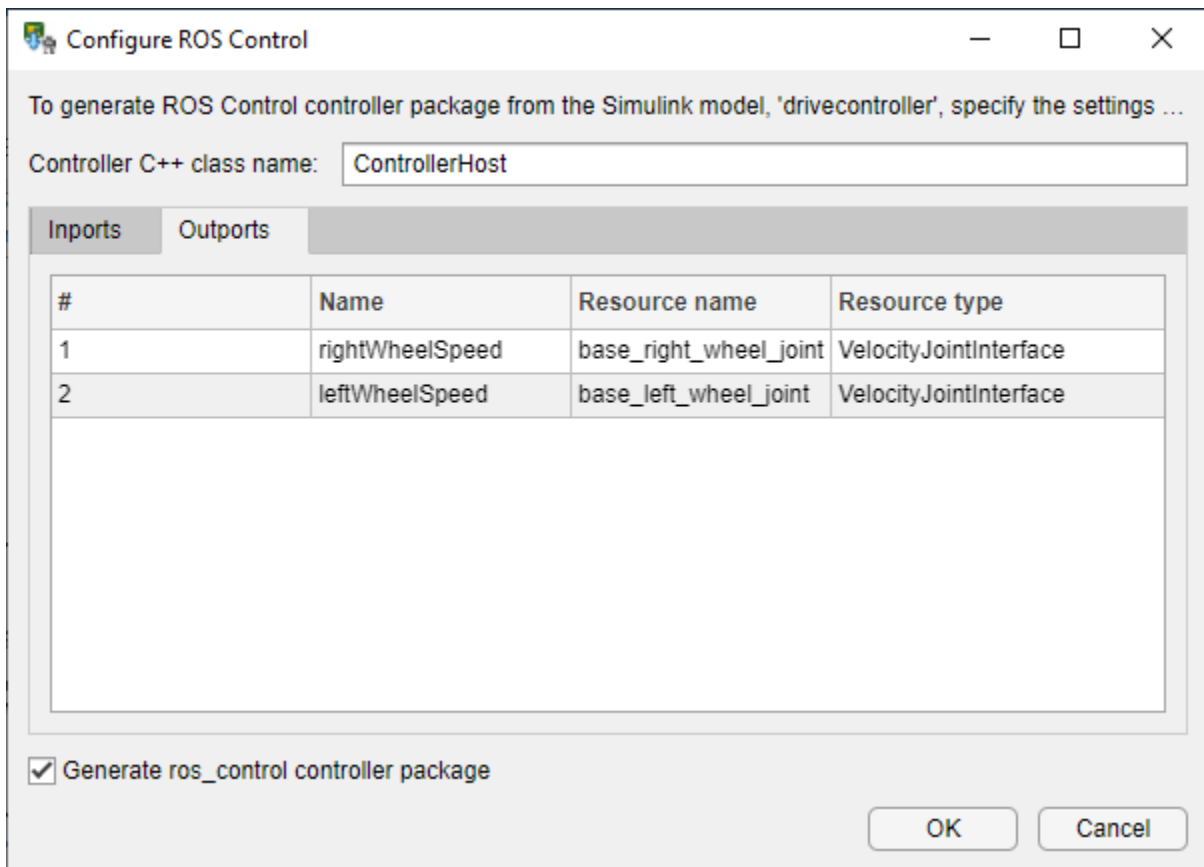 Configure ROS Control
To generate ROS Control controller package from the Simulink model, 'drivecontroller', specify the settings ...
Controller C++ class name: ControllerHost
Inports Outports
# Name Resource name Resource type
1 rightWheelSpeed base_right_wheel_joint VelocityJointInterface
2 leftWheelSpeed base_left_wheel_joint VelocityJointInterface
Generate ros_control controller package
OK Cancel